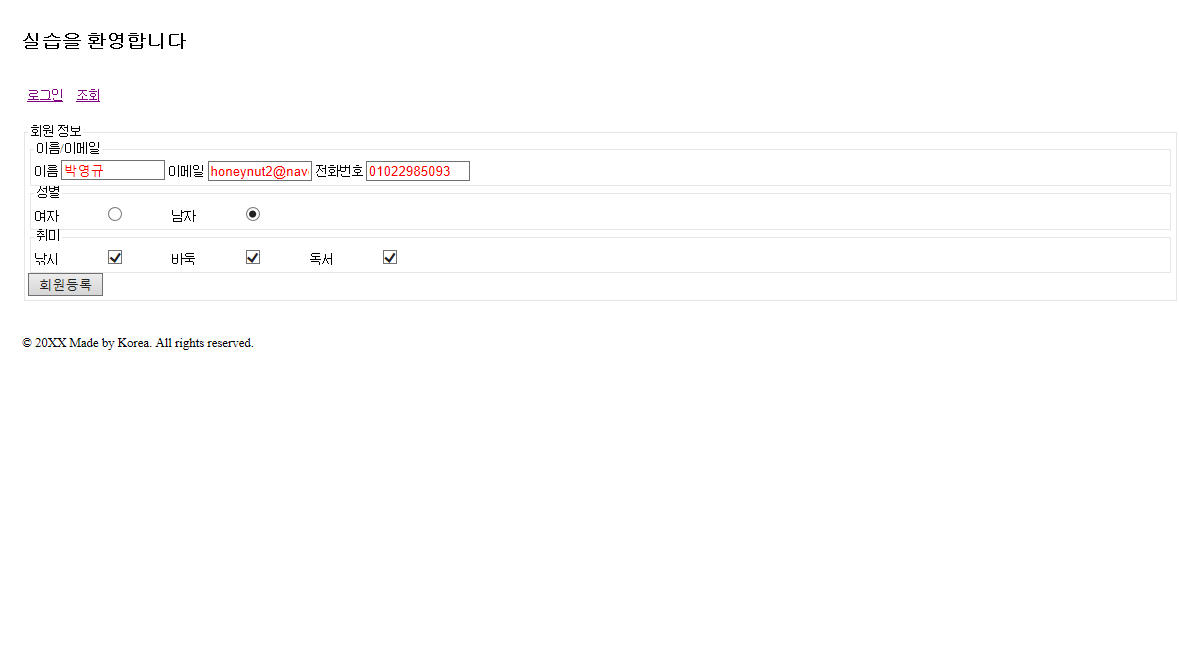 실습을 환영합니다
로그인 조회
회원 정보
이름/이메일
이름 박영규 이메일 honeynut2@nav 전화번호 01022985093
성별
여자 남자
취미
낚시 바둑 독서
회원등록
© 20XX Made by Korea. All rights reserved.